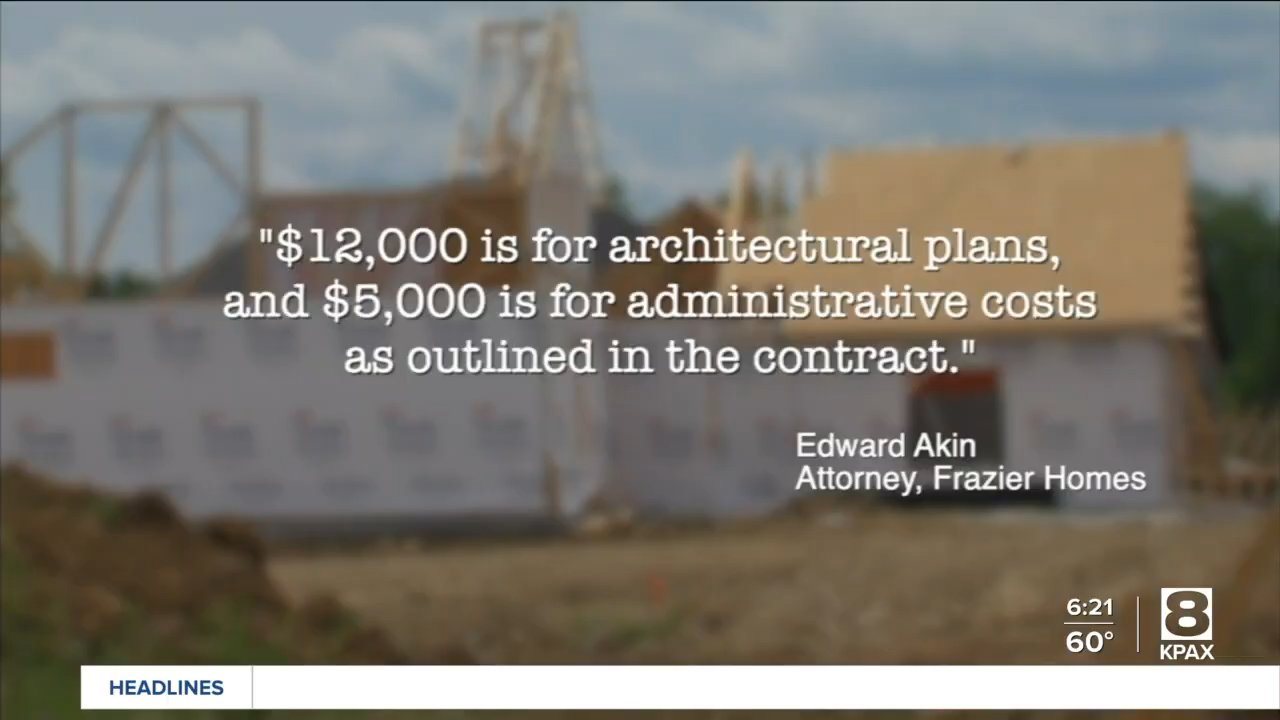 "$12,000 is for architectural plans,
and $5,000 is for administrative costs
as outlined in the contract."
Edward Akin
Attorney, Frazier Homes
6:21
60°
8
KPAX
HEADLINES